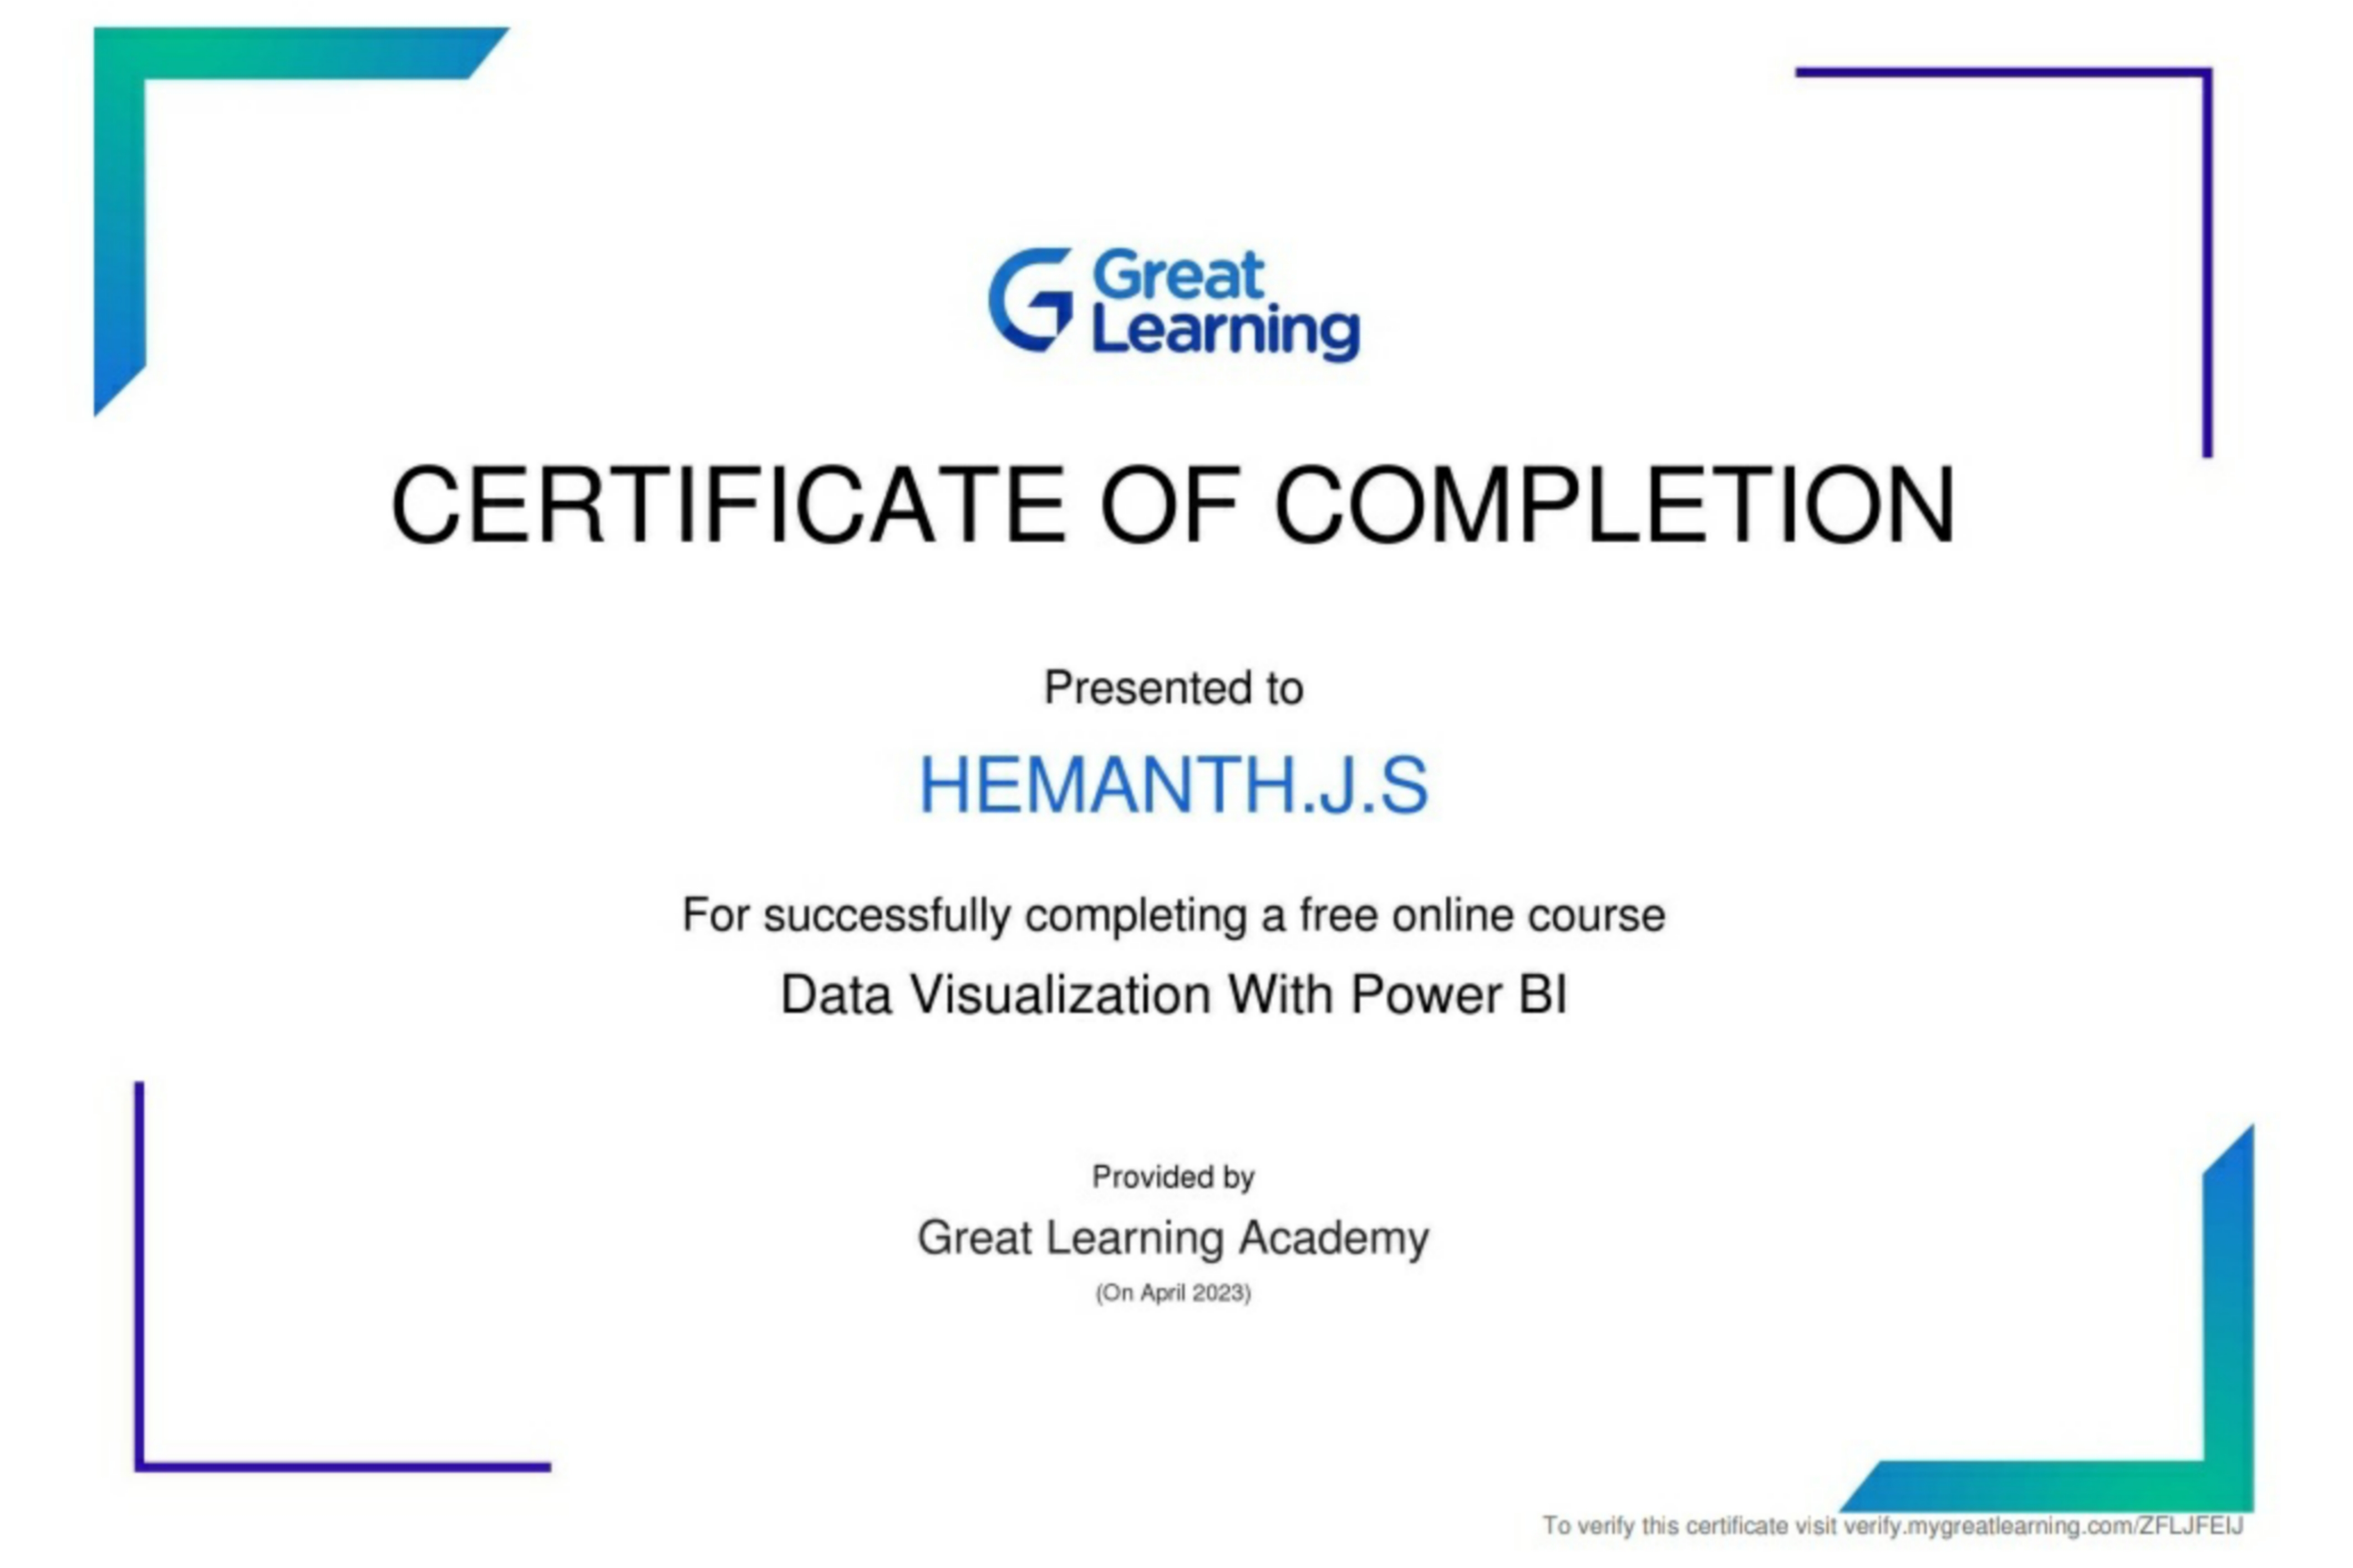 Great
Learning
CERTIFICATE OF COMPLETION
Presented to
HEMANTH.J.S
For successfully completing a free online course
Data Visualization With Power BI
Provided by
Great Learning Academy
(On April 2023)
To verify this certificate visit verify.mygreatlearning.com/ZFLJFEIJ